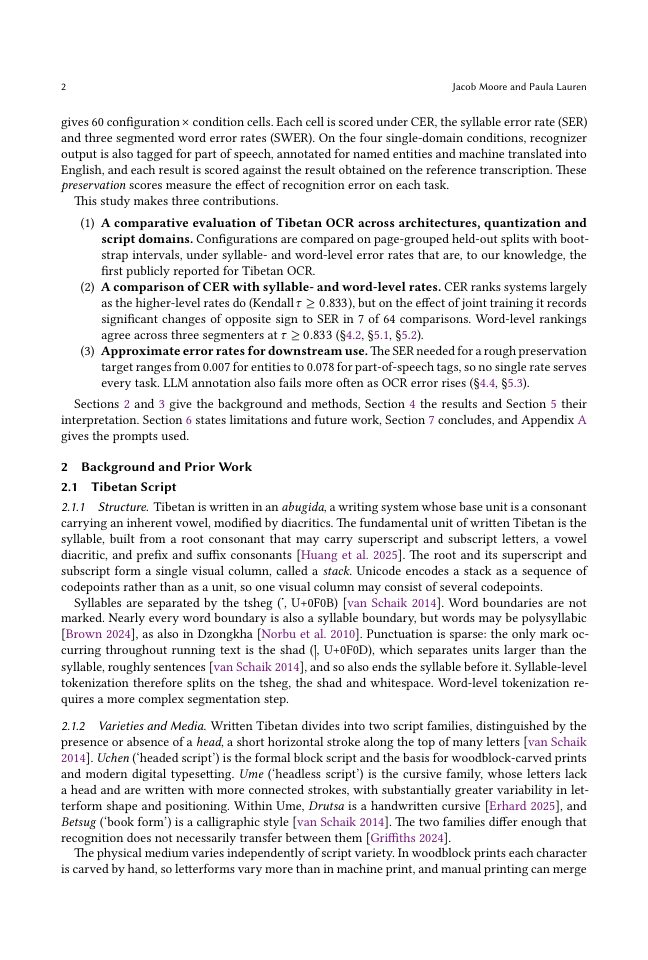 2
Jacob Moore and Paula Lauren
gives 60 configuration × condition cells. Each cell is scored under CER, the syllable error rate (SER)
and three segmented word error rates (SWER). On the four single-domain conditions, recognizer
output is also tagged for part of speech, annotated for named entities and machine translated into
English, and each result is scored against the result obtained on the reference transcription. These
preservation scores measure the effect of recognition error on each task.
This study makes three contributions.
(1) A comparative evaluation of Tibetan OCR across architectures, quantization and
script domains. Configurations are compared on page-grouped held-out splits with boot-
strap intervals, under syllable- and word-level error rates that are, to our knowledge, the
first publicly reported for Tibetan OCR.
(2) A comparison of CER with syllable- and word-level rates. CER ranks systems largely
as the higher-level rates do (Kendall τ ≥ 0.833), but on the effect of joint training it records
significant changes of opposite sign to SER in 7 of 64 comparisons. Word-level rankings
agree across three segmenters at τ ≥ 0.833 (§4.2, §5.1, §5.2).
(3) Approximate error rates for downstream use. The SER needed for a rough preservation
target ranges from 0.007 for entities to 0.078 for part-of-speech tags, so no single rate serves
every task. LLM annotation also fails more often as OCR error rises (§4.4, §5.3).
Sections 2 and 3 give the background and methods, Section 4 the results and Section 5 their
interpretation. Section 6 states limitations and future work, Section 7 concludes, and Appendix A
gives the prompts used.
2 Background and Prior Work
2.1 Tibetan Script
2.1.1 Structure. Tibetan is written in an abugida, a writing system whose base unit is a consonant
carrying an inherent vowel, modified by diacritics. The fundamental unit of written Tibetan is the
syllable, built from a root consonant that may carry superscript and subscript letters, a vowel
diacritic, and prefix and suffix consonants [Huang et al. 2025]. The root and its superscript and
subscript form a single visual column, called a stack. Unicode encodes a stack as a sequence of
codepoints rather than as a unit, so one visual column may consist of several codepoints.
Syllables are separated by the tsheg (་, U+0F0B) [van Schaik 2014]. Word boundaries are not
marked. Nearly every word boundary is also a syllable boundary, but words may be polysyllabic
[Brown 2024], as also in Dzongkha [Norbu et al. 2010]. Punctuation is sparse: the only mark oc-
curring throughout running text is the shad (།, U+0F0D), which separates units larger than the
syllable, roughly sentences [van Schaik 2014], and so also ends the syllable before it. Syllable-level
tokenization therefore splits on the tsheg, the shad and whitespace. Word-level tokenization re-
quires a more complex segmentation step.
2.1.2 Varieties and Media. Written Tibetan divides into two script families, distinguished by the
presence or absence of a head, a short horizontal stroke along the top of many letters [van Schaik
2014]. Uchen (‘headed script’) is the formal block script and the basis for woodblock-carved prints
and modern digital typesetting. Ume (‘headless script’) is the cursive family, whose letters lack
a head and are written with more connected strokes, with substantially greater variability in let-
terform shape and positioning. Within Ume, Drutsa is a handwritten cursive [Erhard 2025], and
Betsug (‘book form’) is a calligraphic style [van Schaik 2014]. The two families differ enough that
recognition does not necessarily transfer between them [Griffiths 2024].
The physical medium varies independently of script variety. In woodblock prints each character
is carved by hand, so letterforms vary more than in machine print, and manual printing can merge